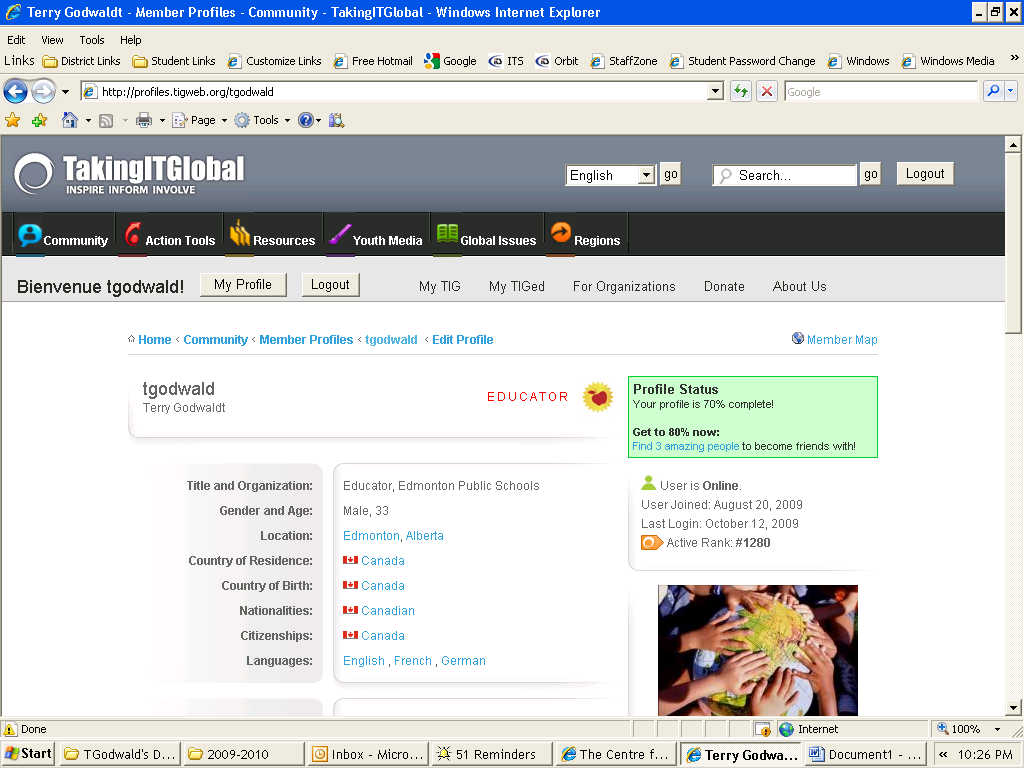 Terry Godwaldt - Member Profiles - Community - TakingITGlobal - Windows Internet Explorer
Edit View Tools Help
Links District Links Student Links Customize Links Free Hotmail Google ITS Orbit StaffZone Student Password Change Windows Windows Media »
http://profiles.tigweb.org/tgodwald Google
Page Tools
TakingITGlobal
INSPIRE INFORM INVOLVE
English go Search... go Logout
Community Action Tools Resources Youth Media Global Issues Regions
Bienvenue tgodwald! My Profile Logout My TIG My TIGed For Organizations Donate About Us
Home ‹ Community ‹ Member Profiles ‹ tgodwald ‹ Edit Profile Member Map
tgodwald
Terry Godwaldt
EDUCATOR
Profile Status
Your profile is 70% complete!
Get to 80% now:
Find 3 amazing people to become friends with!
Title and Organization: Educator, Edmonton Public Schools
Gender and Age: Male, 33
Location: Edmonton, Alberta
Country of Residence: Canada
Country of Birth: Canada
Nationalities: Canadian
Citizenships: Canada
Languages: English , French , German
User is Online.
User Joined: August 20, 2009
Last Login: October 12, 2009
Active Rank: #1280
Done Internet 100%
Start TGodwald's D... 2009-2010 Inbox - Micro... 51 Reminders The Centre f... Terry Godwa... Document1 - ... « 10:26 PM